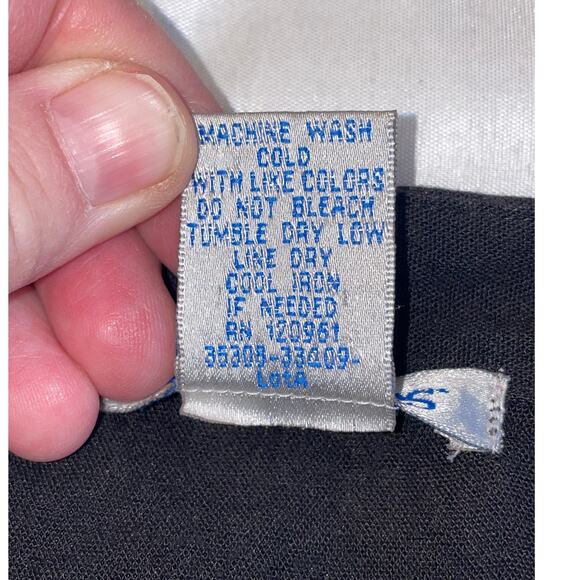 MACHINE WASH
COLD
WITH LIKE COLORS
DO NOT BLEACH
TUMBLE DRY LOW
LINE DRY
COOL IRON
IF NEEDED
RN 120961
35308-33409-
LotA